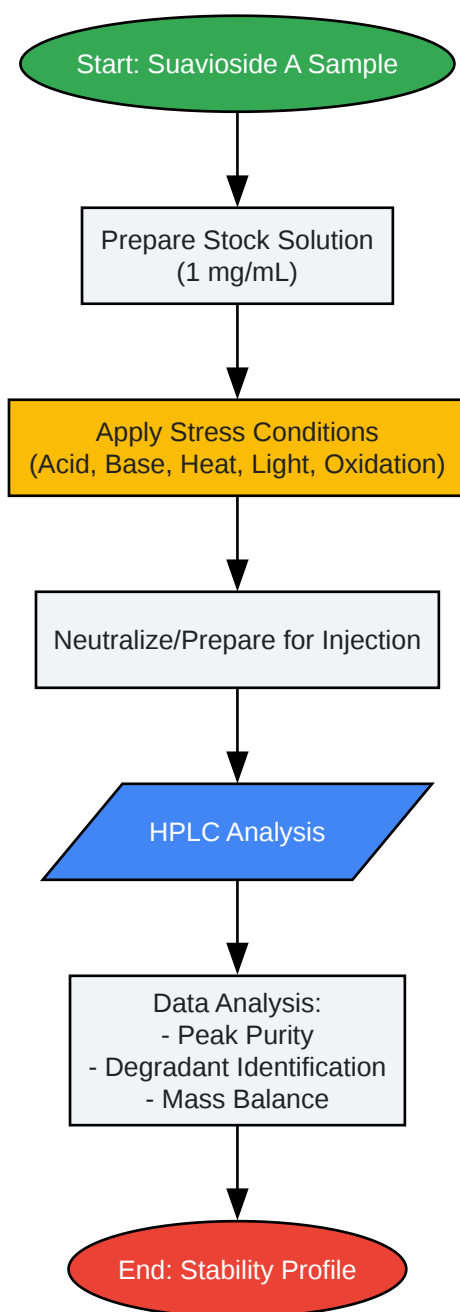 Start: Suavioside A Sample
Prepare Stock Solution
(1 mg/mL)
Apply Stress Conditions
(Acid, Base, Heat, Light, Oxidation)
Neutralize/Prepare for Injection
HPLC Analysis
Data Analysis:
- Peak Purity
- Degradant Identification
- Mass Balance
End: Stability Profile